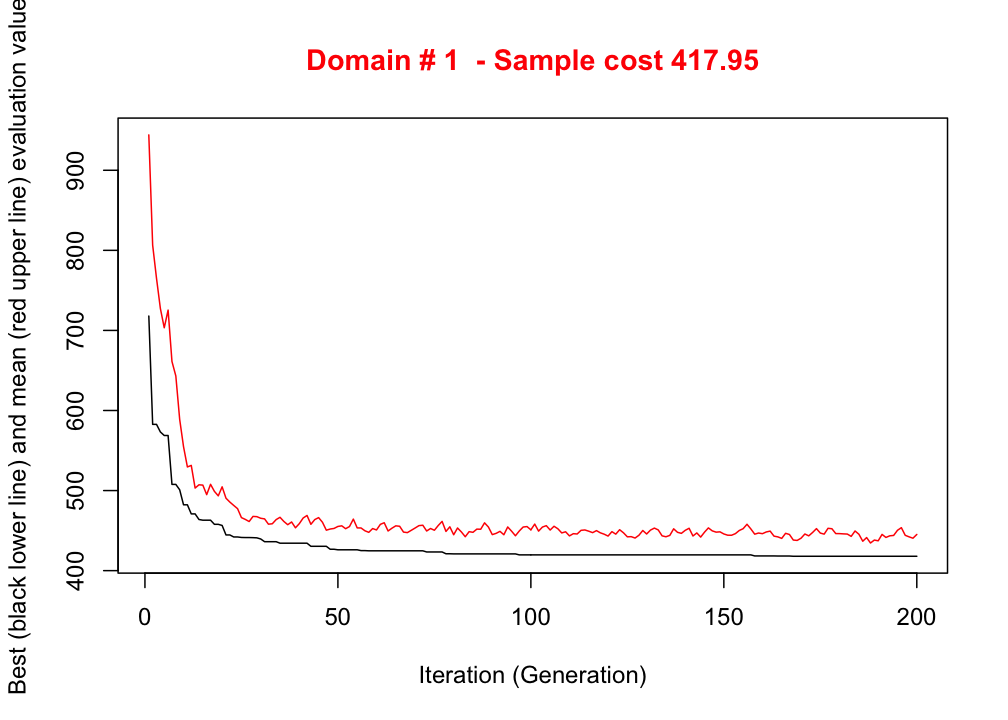 Domain # 1  - Sample cost 417.95
Best (black lower line) and mean (red upper line) evaluation value
900
800
700
600
500
400
0 50 100 150 200
Iteration (Generation)